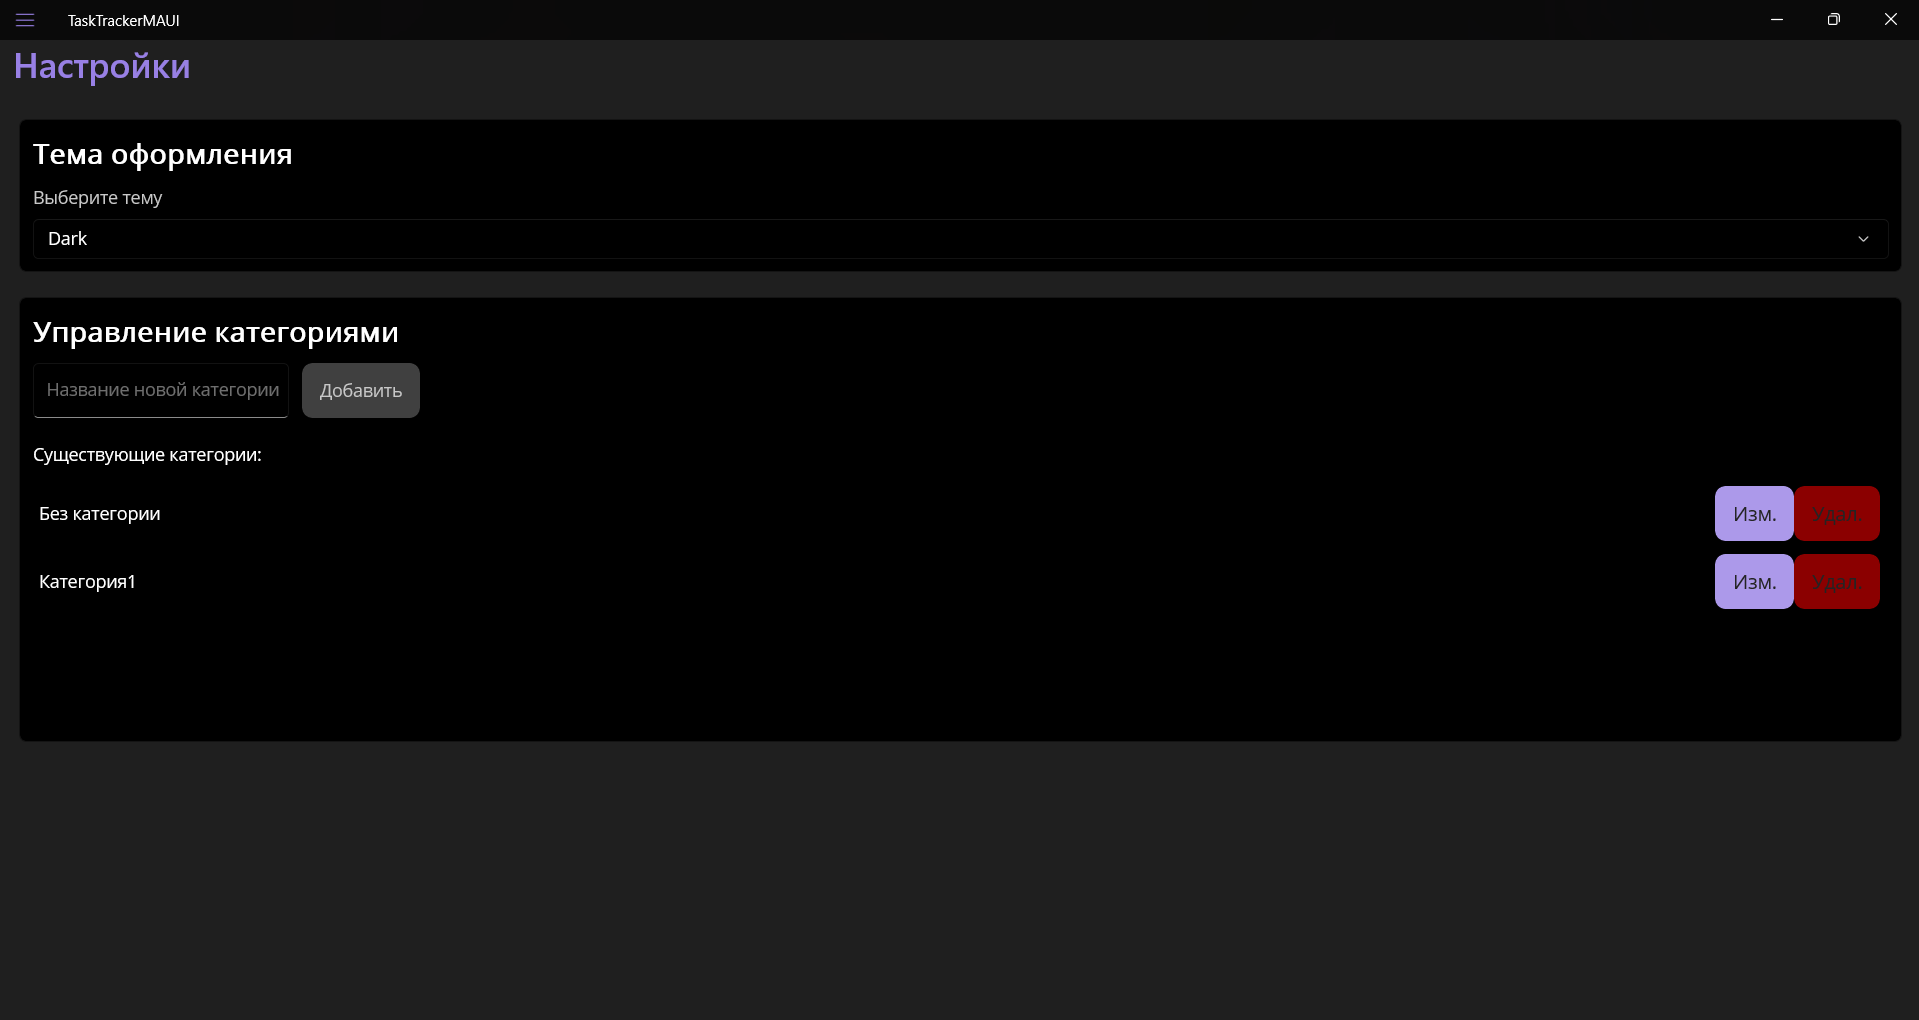 TaskTrackerMAUI
Настройки
Тема оформления
Выберите тему
Dark
Управление категориями
Название новой категории
Добавить
Существующие категории:
Без категории
Изм.
Удал.
Категория1
Изм.
Удал.